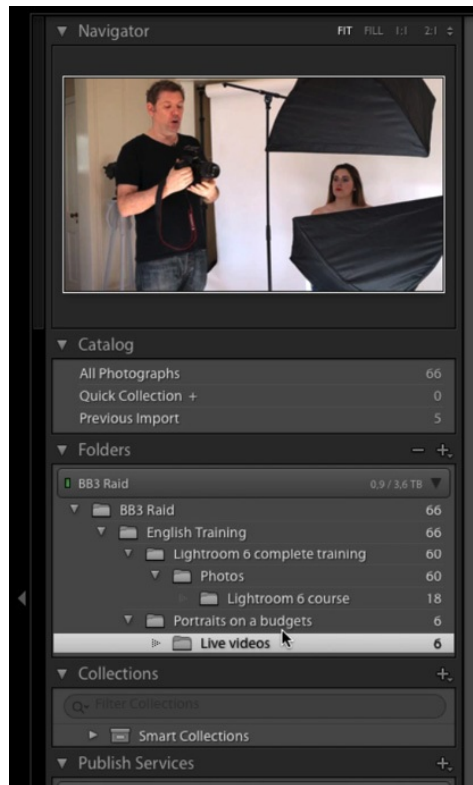 Navigator FIT FILL 1:1 2:1
Catalog
All Photographs 66
Quick Collection + 0
Previous Import 5
Folders
BB3 Raid 0,9 / 3,6 TB
BB3 Raid 66
English Training 66
Lightroom 6 complete training 60
Photos 60
Lightroom 6 course 18
Portraits on a budgets 6
Live videos 6
Collections
Filter Collections
Smart Collections
Publish Services